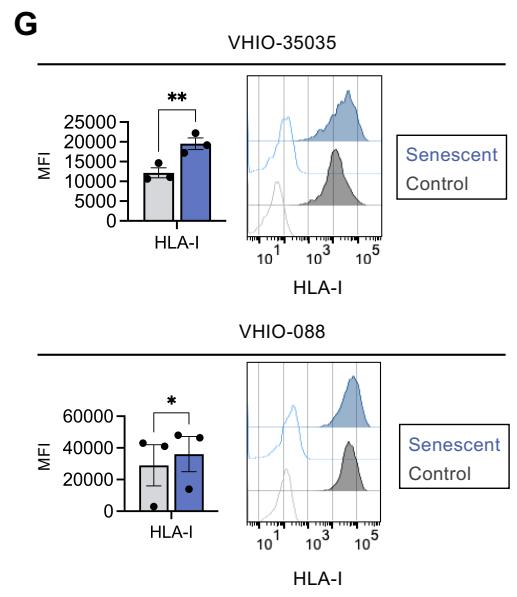 G
VHIO-35035
**
MFI
25000
20000
15000
10000
5000
0
HLA-I
10¹ 10³ 10⁵
HLA-I
Senescent
Control
VHIO-088
*
MFI
60000
40000
20000
0
HLA-I
10¹ 10³ 10⁵
HLA-I
Senescent
Control